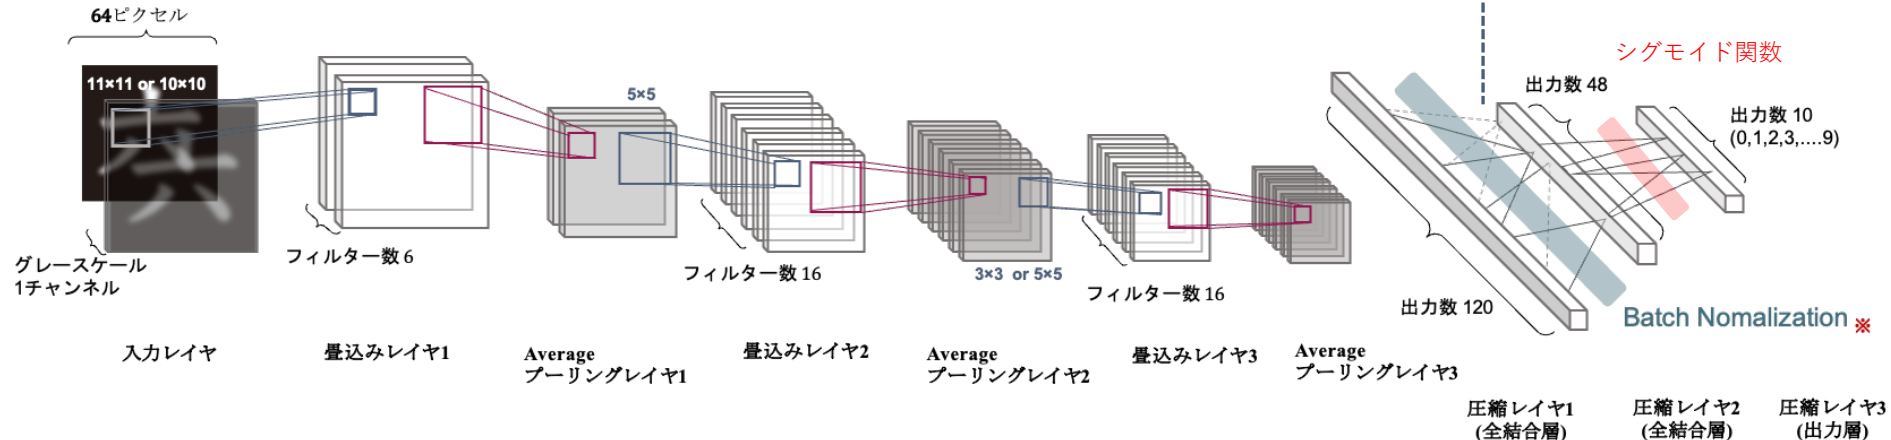 64ピクセル
11×11 or 10×10
グレースケール
1チャンネル
入力レイヤ
フィルター数 6
畳込みレイヤ1
5×5
Average
プーリングレイヤ1
フィルター数 16
畳込みレイヤ2
3×3 or 5×5
Average
プーリングレイヤ2
フィルター数 16
畳込みレイヤ3
Average
プーリングレイヤ3
出力数 120
Batch Nomalization ※
出力数 48
シグモイド関数
出力数 10
(0,1,2,3,....9)
圧縮レイヤ1
(全結合層)
圧縮レイヤ2
(全結合層)
圧縮レイヤ3
(出力層)
六